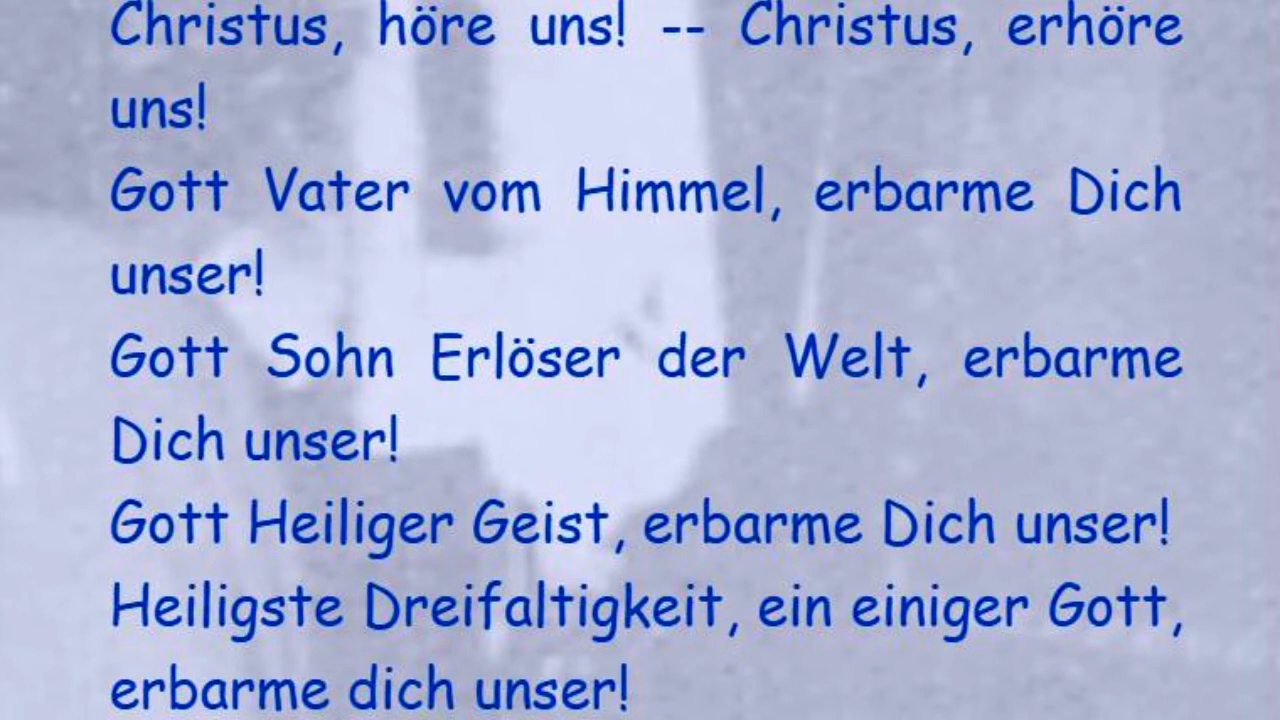 Christus, höre uns! -- Christus, erhöre
uns!
Gott Vater vom Himmel, erbarme Dich
unser!
Gott Sohn Erlöser der Welt, erbarme
Dich unser!
Gott Heiliger Geist, erbarme Dich unser!
Heiligste Dreifaltigkeit, ein einiger Gott,
erbarme dich unser!